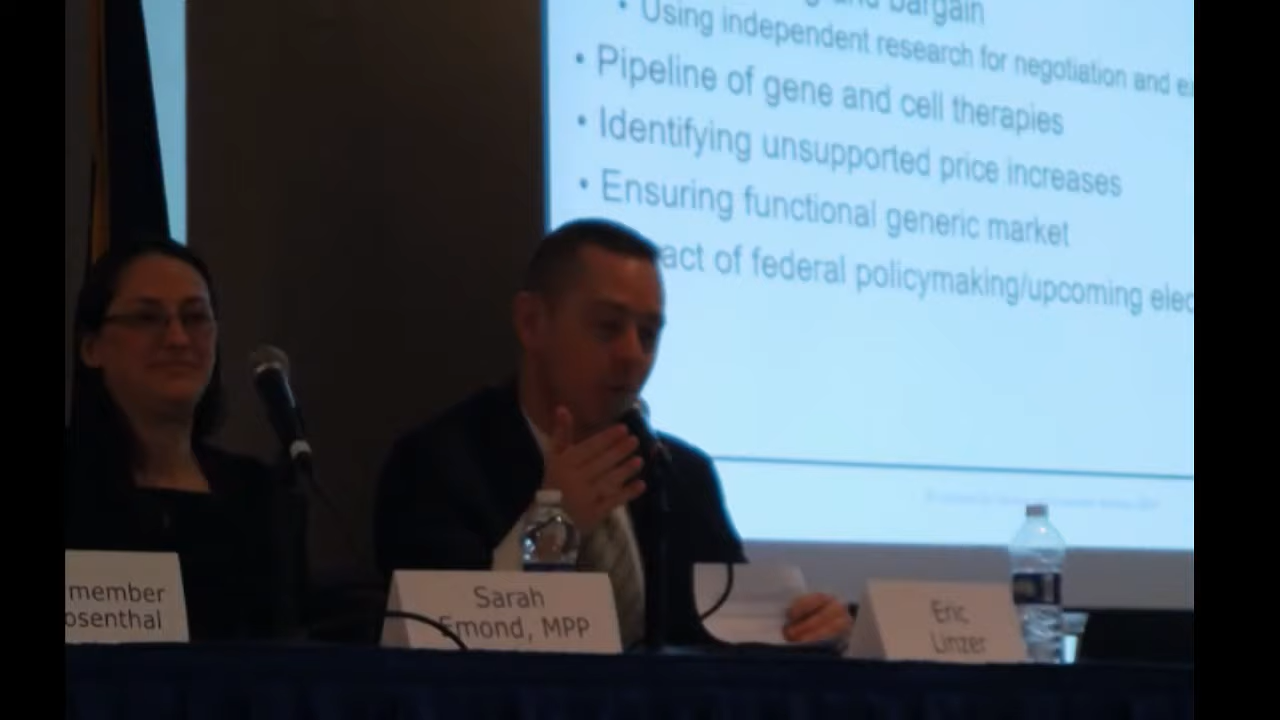 and bargain
• Using independent research for negotiation and e
• Pipeline of gene and cell therapies
• Identifying unsupported price increases
• Ensuring functional generic market
act of federal policymaking/upcoming elec
member
osenthal
Sarah
Emond, MPP
Eric
Linzer